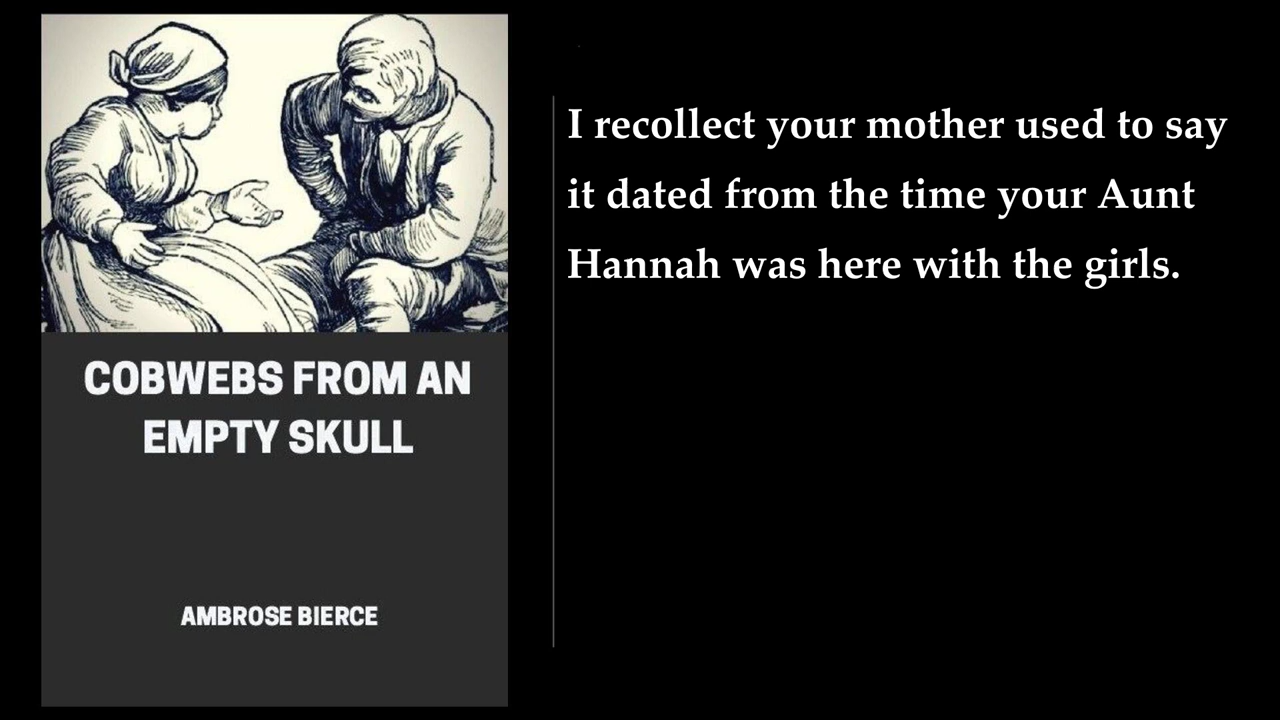 COBWEBS FROM AN
EMPTY SKULL
AMBROSE BIERCE
I recollect your mother used to say
it dated from the time your Aunt
Hannah was here with the girls.